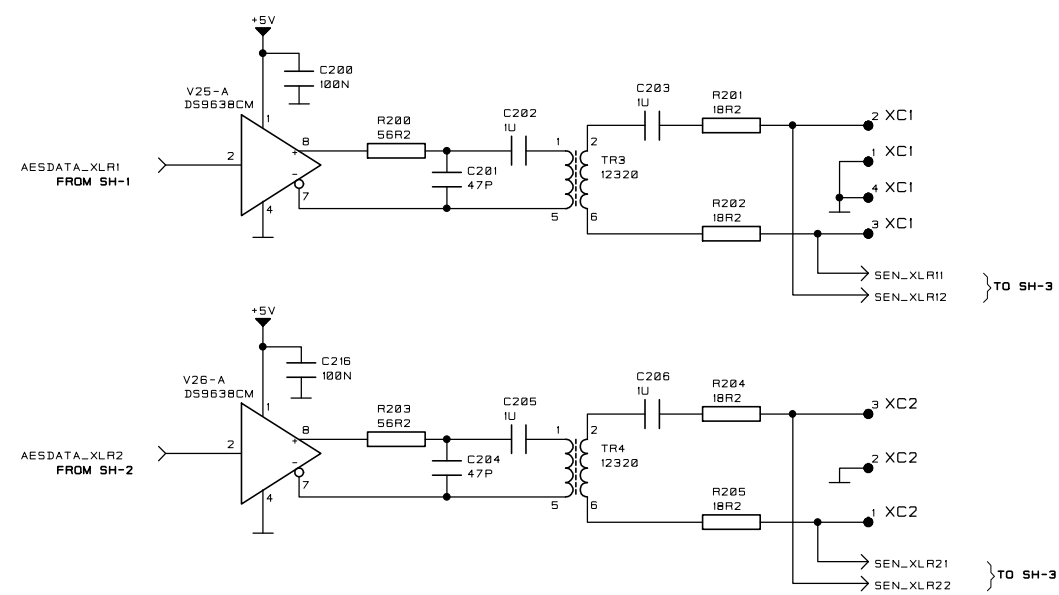 +5V
C200
100N
V25-A
DS9638CM
1
2
8
+
-
7
4
AESDATA_XLR1
FROM SH-1
R200
56R2
C201
47P
C202
1U
1
5
2
6
TR3
12320
C203
1U
R201
18R2
R202
18R2
2 XC1
1 XC1
4 XC1
3 XC1
SEN_XLR11
SEN_XLR12
TO SH-3
+5V
C216
100N
V26-A
DS9638CM
1
2
8
+
-
7
4
AESDATA_XLR2
FROM SH-2
R203
56R2
C204
47P
C205
1U
1
5
2
6
TR4
12320
C206
1U
R204
18R2
R205
18R2
3 XC2
2 XC2
1 XC2
SEN_XLR21
SEN_XLR22
TO SH-3